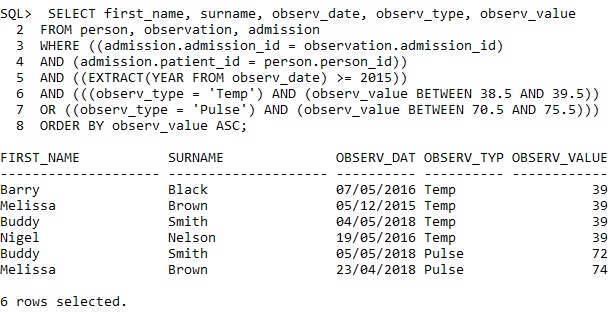 SQL>  SELECT first_name, surname, observ_date, observ_type, observ_value
  2  FROM person, observation, admission
  3  WHERE ((admission.admission_id = observation.admission_id)
  4  AND (admission.patient_id = person.person_id))
  5  AND ((EXTRACT(YEAR FROM observ_date) >= 2015))
  6  AND (((observ_type = 'Temp') AND (observ_value BETWEEN 38.5 AND 39.5))
  7  OR ((observ_type = 'Pulse') AND (observ_value BETWEEN 70.5 AND 75.5)))
  8  ORDER BY observ_value ASC;

FIRST_NAME           SURNAME              OBSERV_DAT OBSERV_TYP OBSERV_VALUE
-------------------- -------------------- ---------- ---------- ------------
Barry                Black                07/05/2016 Temp                 39
Melissa              Brown                05/12/2015 Temp                 39
Buddy                Smith                04/05/2018 Temp                 39
Nigel                Nelson               19/05/2016 Temp                 39
Buddy                Smith                05/05/2018 Pulse                72
Melissa              Brown                23/04/2018 Pulse                74

6 rows selected.